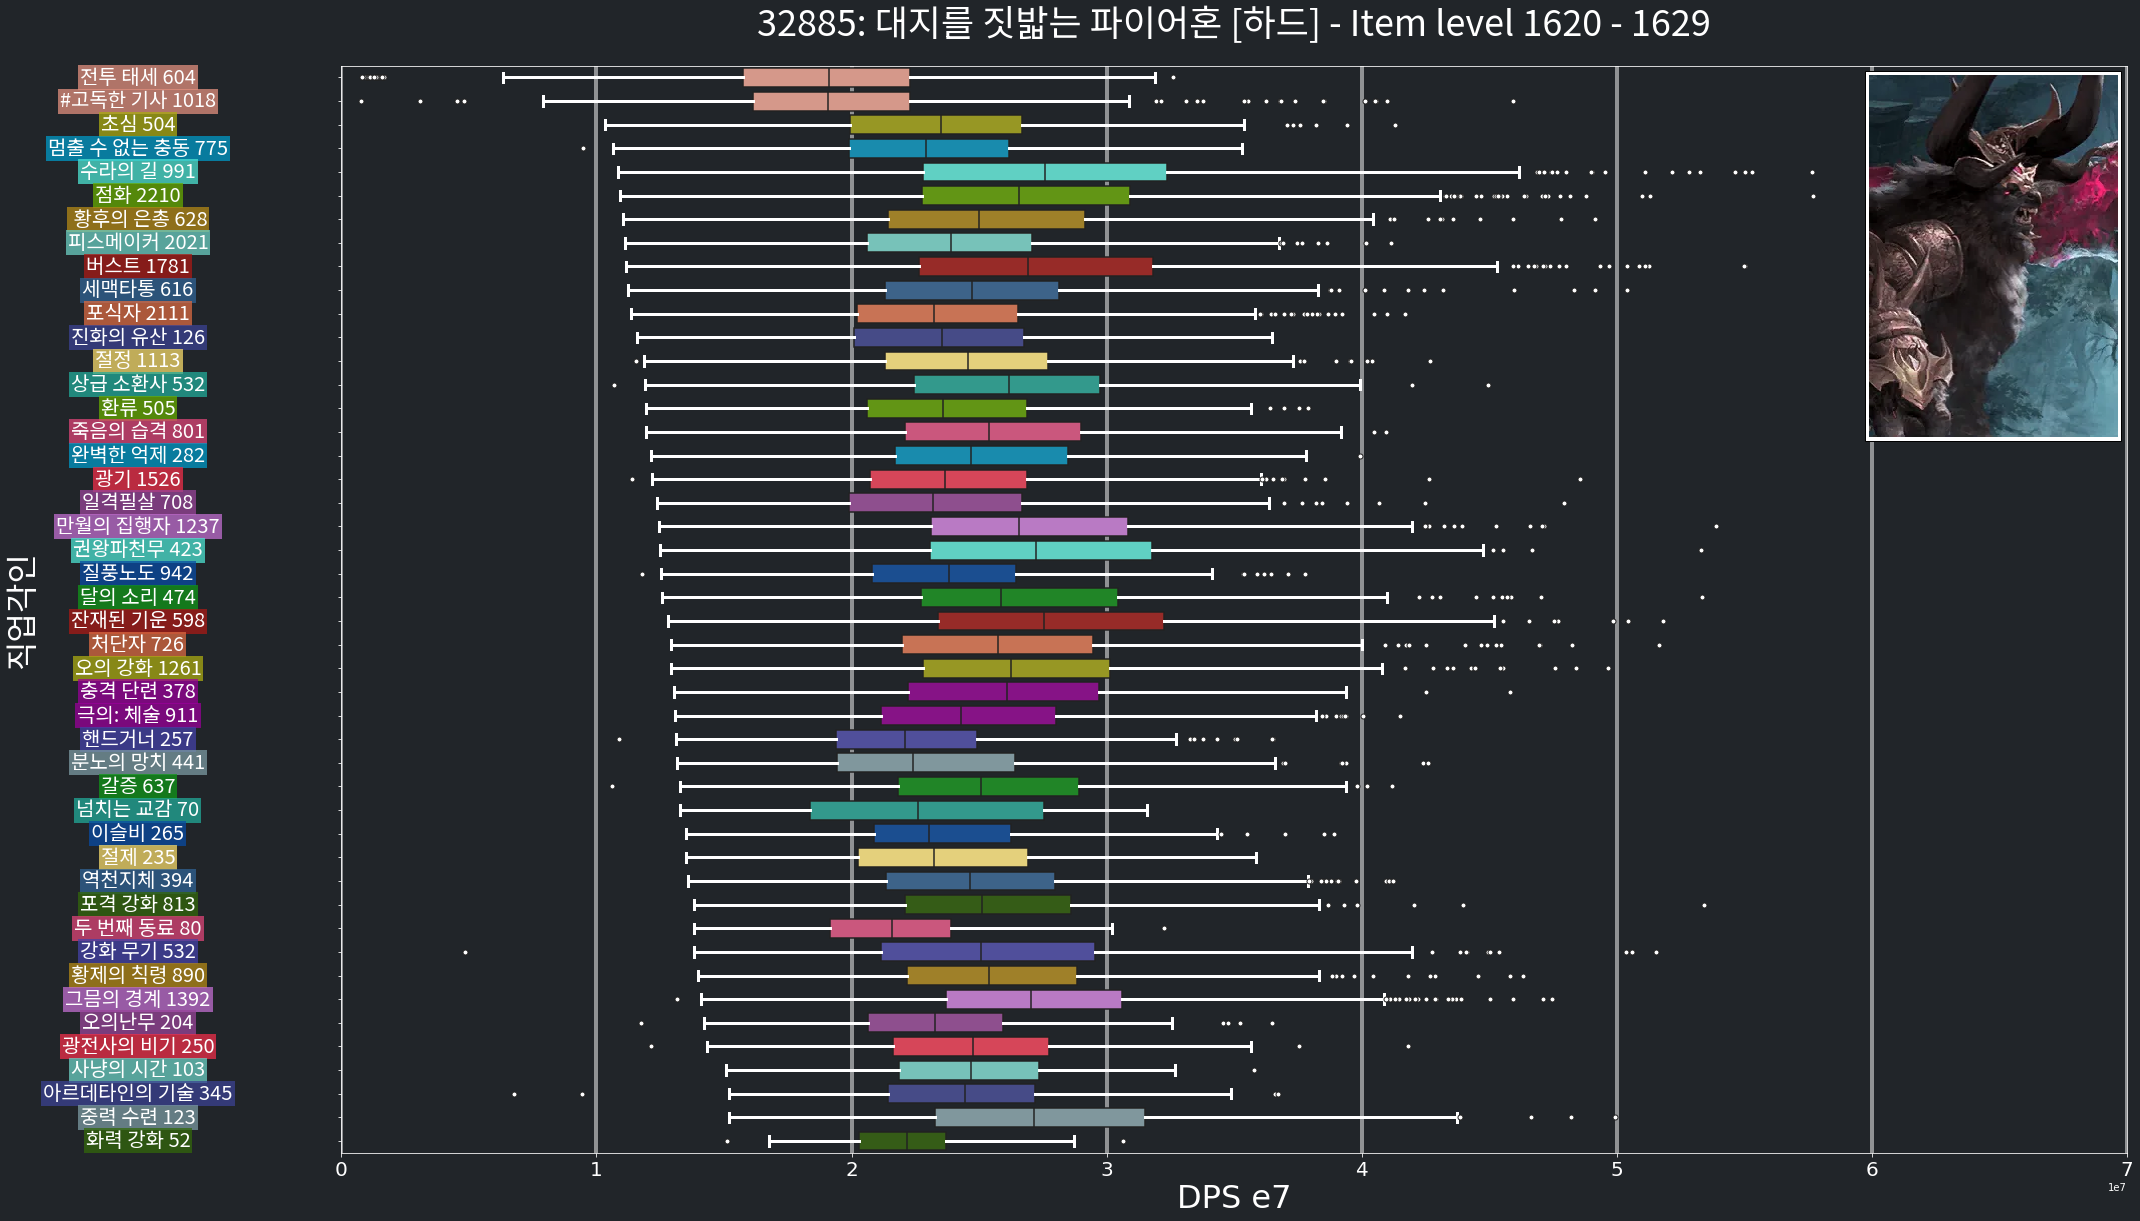 32885: 대지를 짓밟는 파이어혼 [하드] - Item level 1620 - 1629
전투 태세 604
#고독한 기사 1018
초심 504
멈출 수 없는 충동 775
수라의 길 991
점화 2210
황후의 은총 628
피스메이커 2021
버스트 1781
세맥타통 616
포식자 2111
진화의 유산 126
절정 1113
상급 소환사 532
환류 505
죽음의 습격 801
완벽한 억제 282
광기 1526
일격필살 708
만월의 집행자 1237
권왕파천무 423
질풍노도 942
달의 소리 474
잔재된 기운 598
처단자 726
오의 강화 1261
충격 단련 378
극의: 체술 911
핸드거너 257
분노의 망치 441
갈증 637
넘치는 교감 70
이슬비 265
절제 235
역천지체 394
포격 강화 813
두 번째 동료 80
강화 무기 532
황제의 칙령 890
그믐의 경계 1392
오의난무 204
광전사의 비기 250
사냥의 시간 103
아르데타인의 기술 345
중력 수련 123
화력 강화 52
직업각인
0 1 2 3 4 5 6 7
DPS e7
1e7